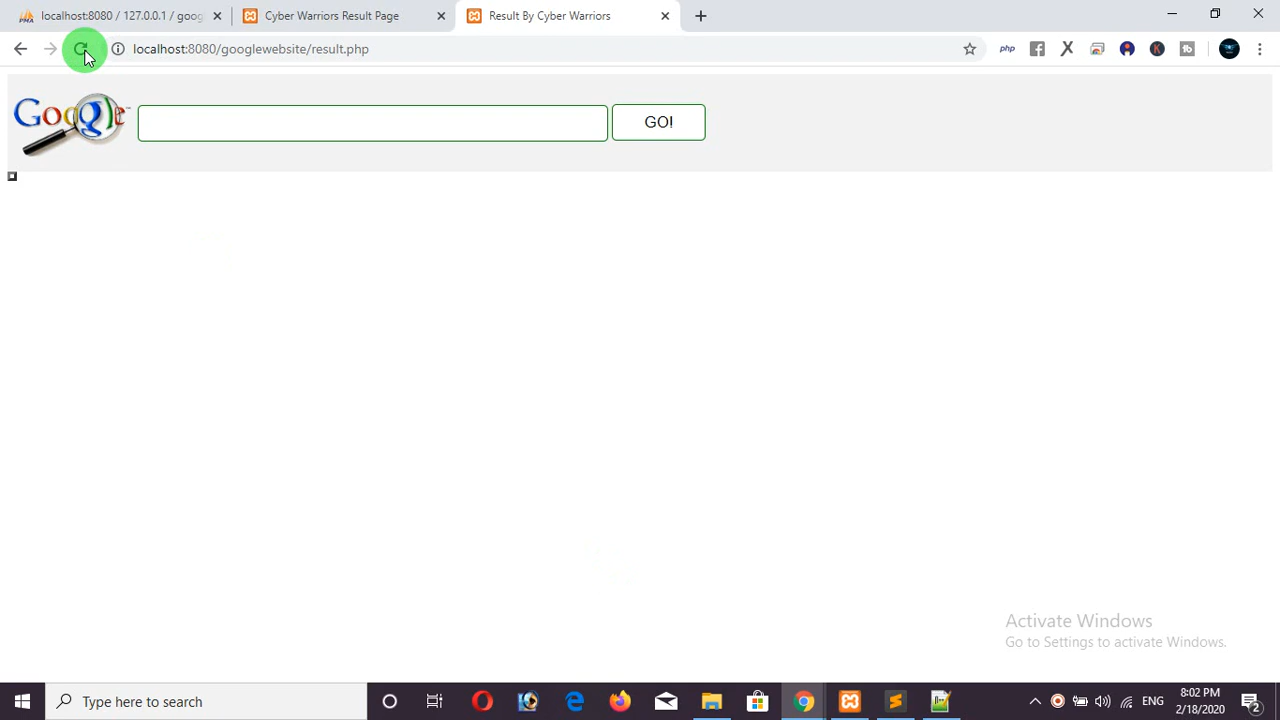 localhost:8080 / 127.0.0.1 / goog
Cyber Warriors Result Page
Result By Cyber Warriors
localhost:8080/googlewebsite/result.php
php
Google
GO!
Activate Windows
Go to Settings to activate Windows.
Type here to search
ENG
8:02 PM
2/18/2020
2